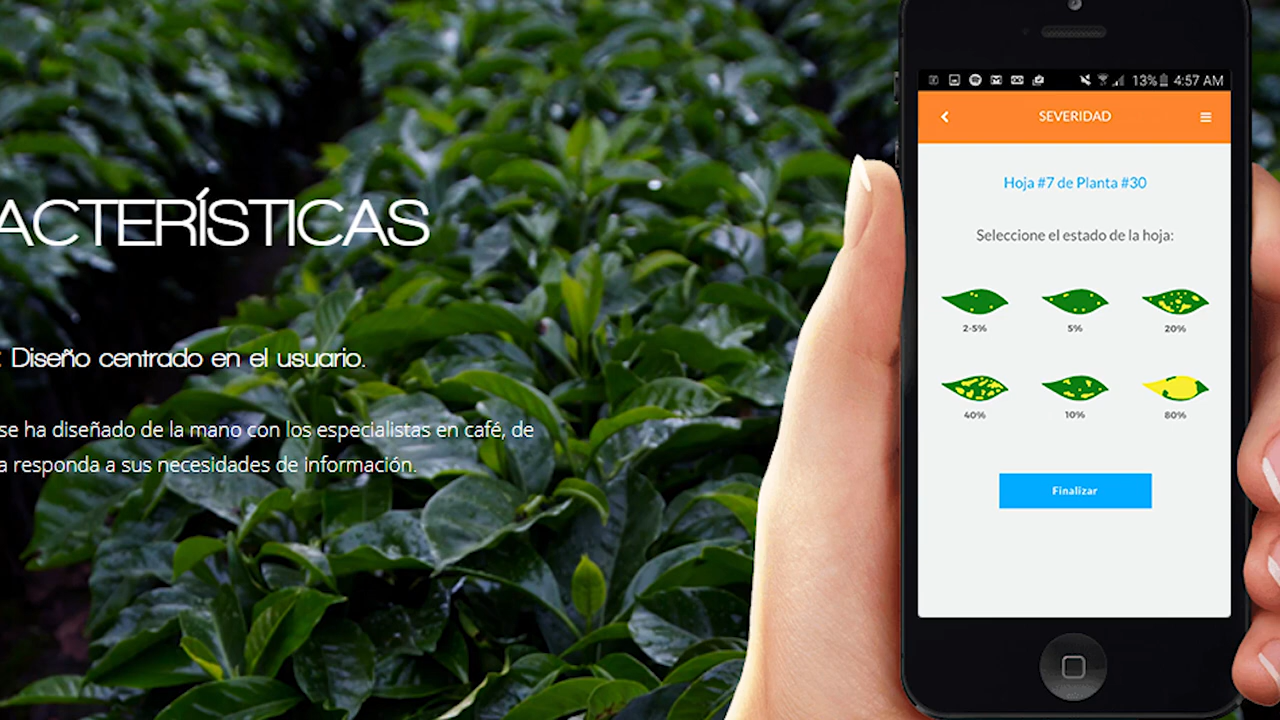 ACTERÍSTICAS
: Diseño centrado en el usuario.
se ha diseñado de la mano con los especialistas en café, de
a responda a sus necesidades de información.
13% 4:57 AM
SEVERIDAD
Hoja #7 de Planta #30
Seleccione el estado de la hoja:
2-5% 5% 20%
40% 10% 80%
Finalizar